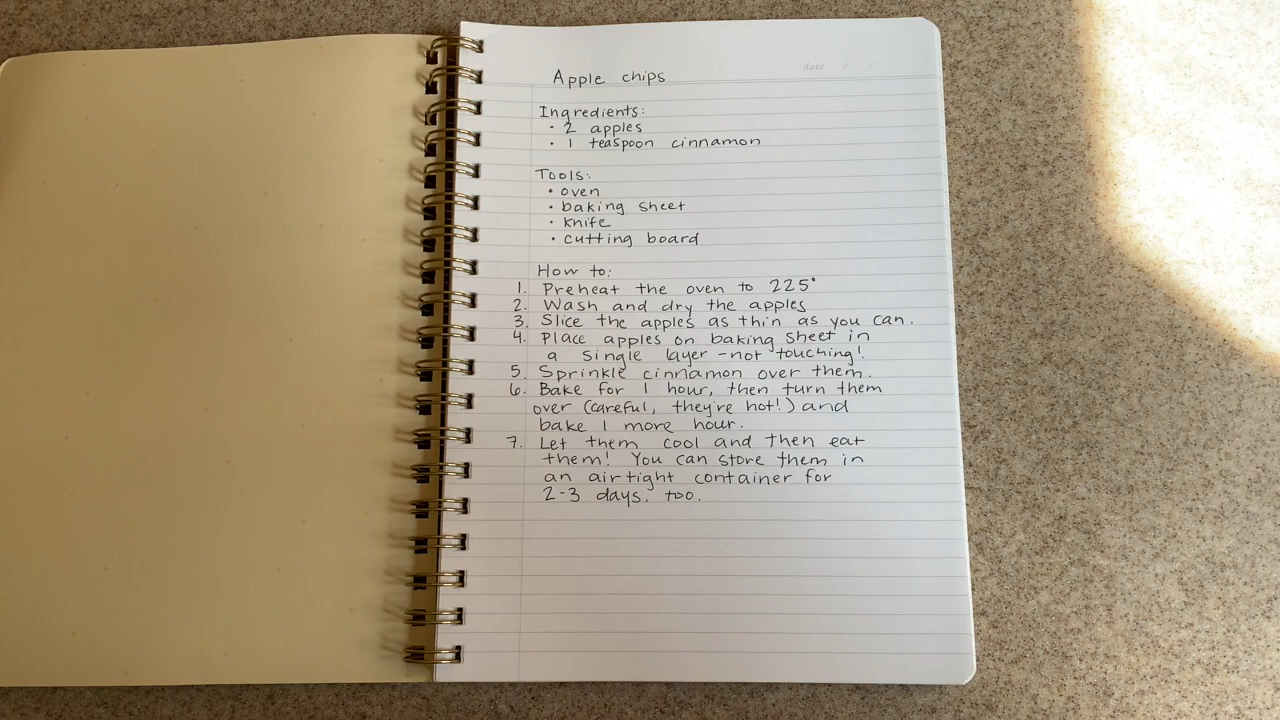 date / /
Apple chips
Ingredients:
• 2 apples
• 1 teaspoon cinnamon
Tools:
• oven
• baking sheet
• knife
• cutting board
How to:
1. Preheat the oven to 225°
2. Wash and dry the apples
3. Slice the apples as thin as you can.
4. Place apples on baking sheet in
a single layer - not touching!
5. Sprinkle cinnamon over them.
6. Bake for 1 hour, then turn them
over (careful, they're hot!) and
bake 1 more hour.
7. Let them cool and then eat
them! You can store them in
an airtight container for
2-3 days, too.